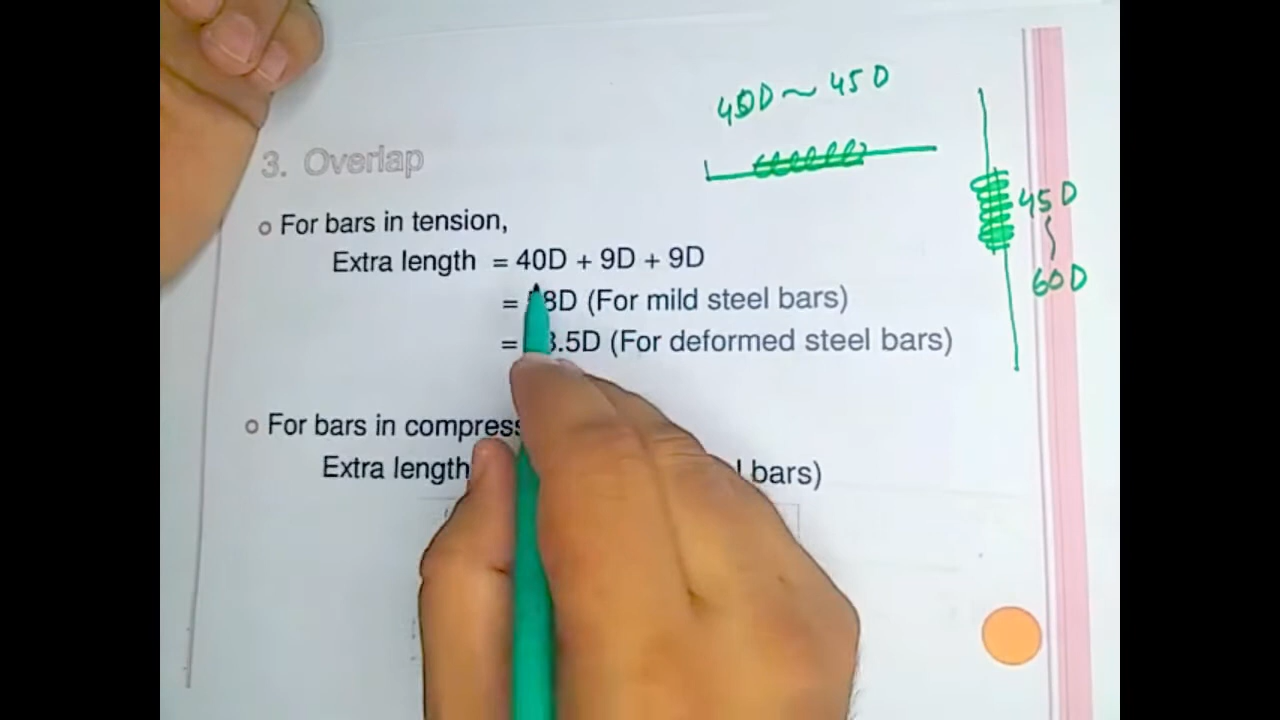 40D ~ 45D
3. Overlap
For bars in tension,
Extra length = 40D + 9D + 9D
= 8D (For mild steel bars)
= .5D (For deformed steel bars)
45D
~
60D
For bars in
Extra length bars)